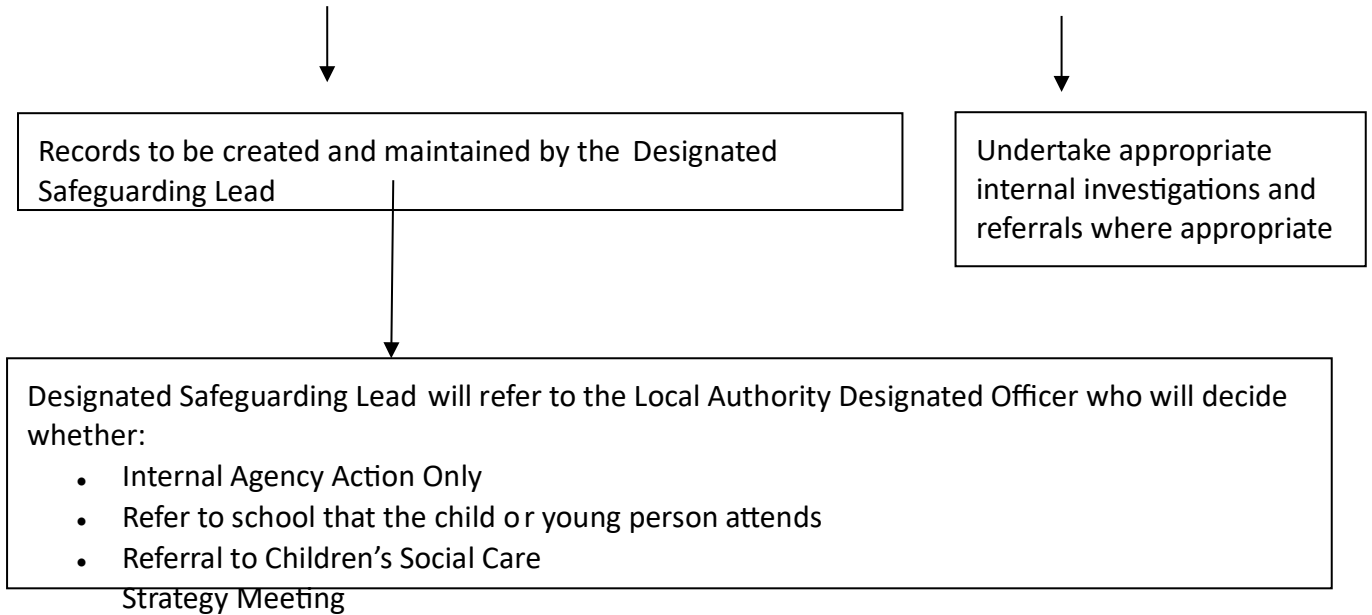 Records to be created and maintained by the Designated
Safeguarding Lead
Undertake appropriate
internal investigations and
referrals where appropriate
Designated Safeguarding Lead will refer to the Local Authority Designated Officer who will decide
whether:
• Internal Agency Action Only
• Refer to school that the child or young person attends
• Referral to Children’s Social Care
Strategy Meeting